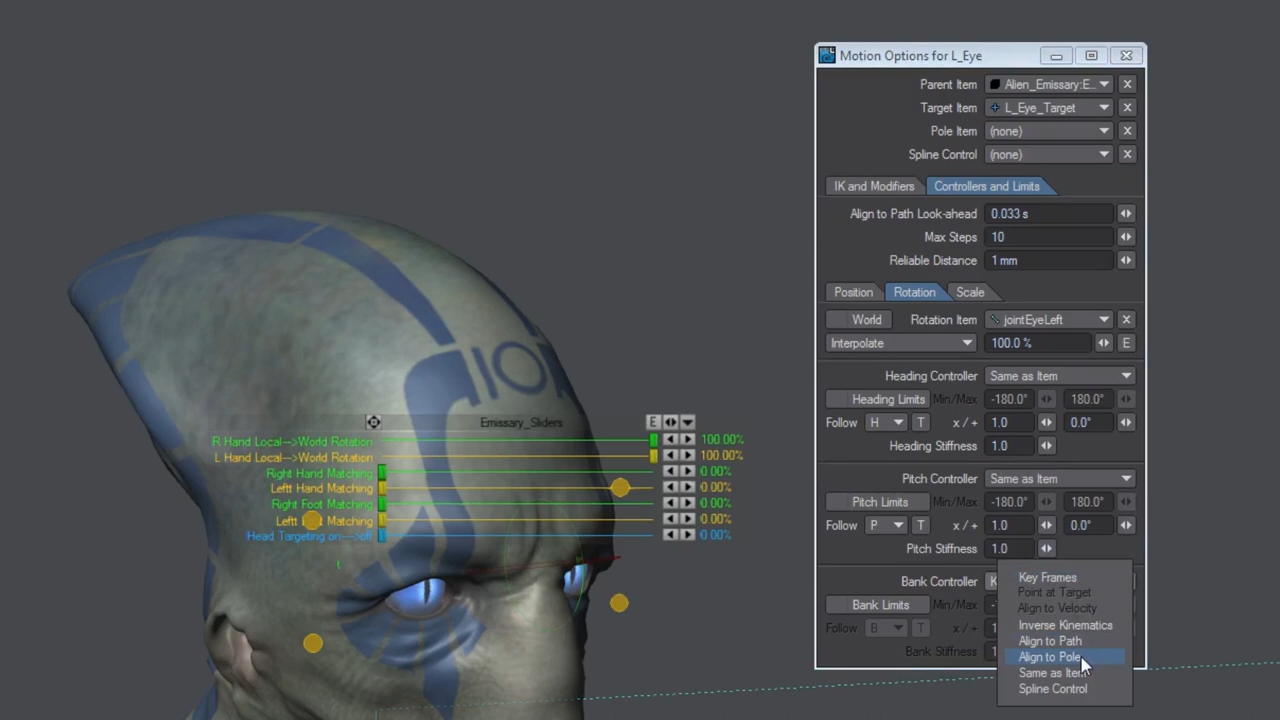 Motion Options for L_Eye
Parent Item Alien_Emissary:E... X
Target Item L_Eye_Target X
Pole Item (none) X
Spline Control (none) X
IK and Modifiers Controllers and Limits
Align to Path Look-ahead 0.033 s
Max Steps 10
Reliable Distance 1 mm
Position Rotation Scale
World Rotation Item jointEyeLeft X
Interpolate 100.0 % E
Heading Controller Same as Item
Heading Limits Min/Max -180.0° 180.0°
Follow H T x / + 1.0 0.0°
Heading Stiffness 1.0
Pitch Controller Same as Item
Pitch Limits Min/Max -180.0° 180.0°
Follow P T x / + 1.0 0.0°
Pitch Stiffness 1.0
Bank Controller K
Bank Limits Min/Max
Follow B T x / + 1
Bank Stiffness 1
Key Frames
Point at Target
Align to Velocity
Inverse Kinematics
Align to Path
Align to Pole
Same as Item
Spline Control
Emissary_Sliders E
R Hand Local-->World Rotation 100.00%
L Hand Local-->World Rotation 100.00%
Right Hand Matching 0.00%
Leftt Hand Matching 0.00%
Right Foot Matching 0.00%
Left Matching 0.00%
Head Targeting on--->off 0.00%